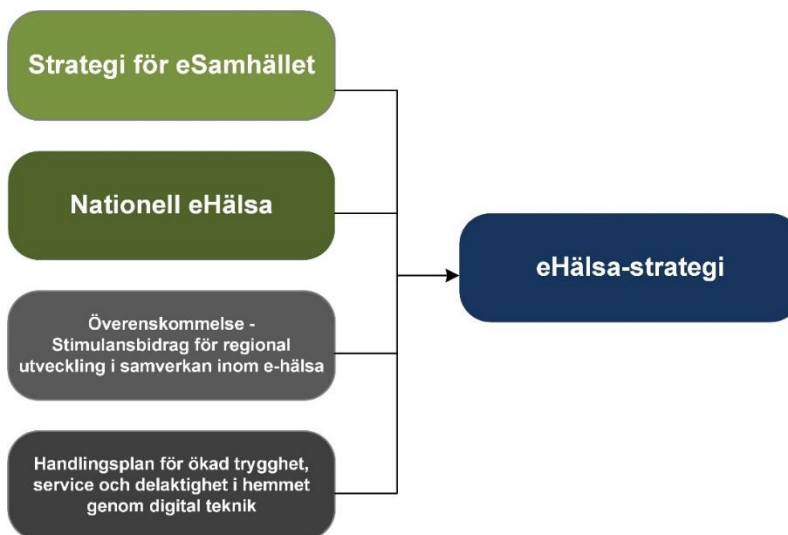 Strategi för eSamhället
Nationell eHälsa
eHälsa-strategi
Överenskommelse -
Stimulansbidrag för regional
utveckling i samverkan inom e-hälsa
Handlingsplan för ökad trygghet,
service och delaktighet i hemmet
genom digital teknik